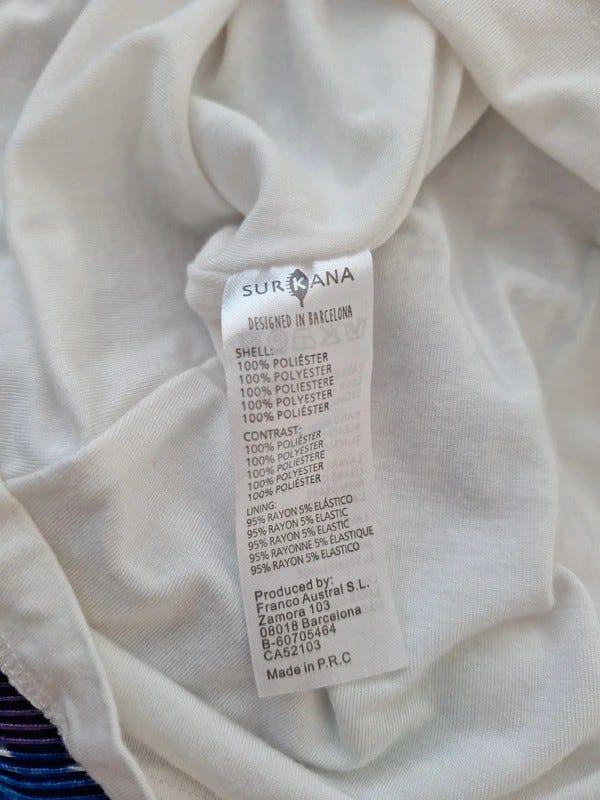 SURKANA
DESIGNED IN BARCELONA
SHELL:
100% POLIÉSTER
100% POLYESTER
100% POLIESTERE
100% POLYESTER
100% POLIÉSTER
CONTRAST:
100% POLIÉSTER
100% POLYESTER
100% POLIESTERE
100% POLYESTER
100% POLIÉSTER
LINING:
95% RAYON 5% ELÁSTICO
95% RAYON 5% ELASTIC
95% RAYON 5% ELASTIC
95% RAYONNE 5% ÉLASTIQUE
95% RAYON 5% ELASTICO
Produced by:
Franco Austral S.L.
Zamora 103
08018 Barcelona
B-60705464
CA52103
Made in P.R.C